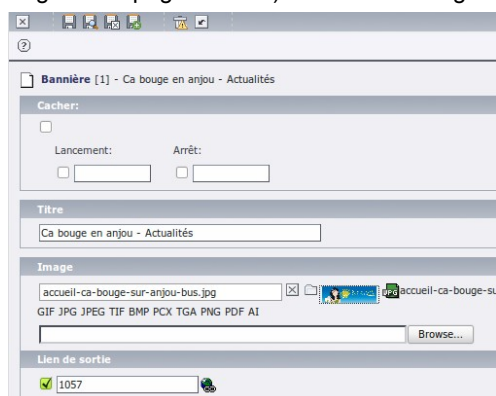 Bannière [1] - Ca bouge en anjou - Actualités
Cacher:
Lancement: Arrêt:
Titre
Ca bouge en anjou - Actualités
Image
accueil-ca-bouge-sur-anjou-bus.jpg accueil-ca-bouge-su
GIF JPG JPEG TIF BMP PCX TGA PNG PDF AI
Browse...
Lien de sortie
1057